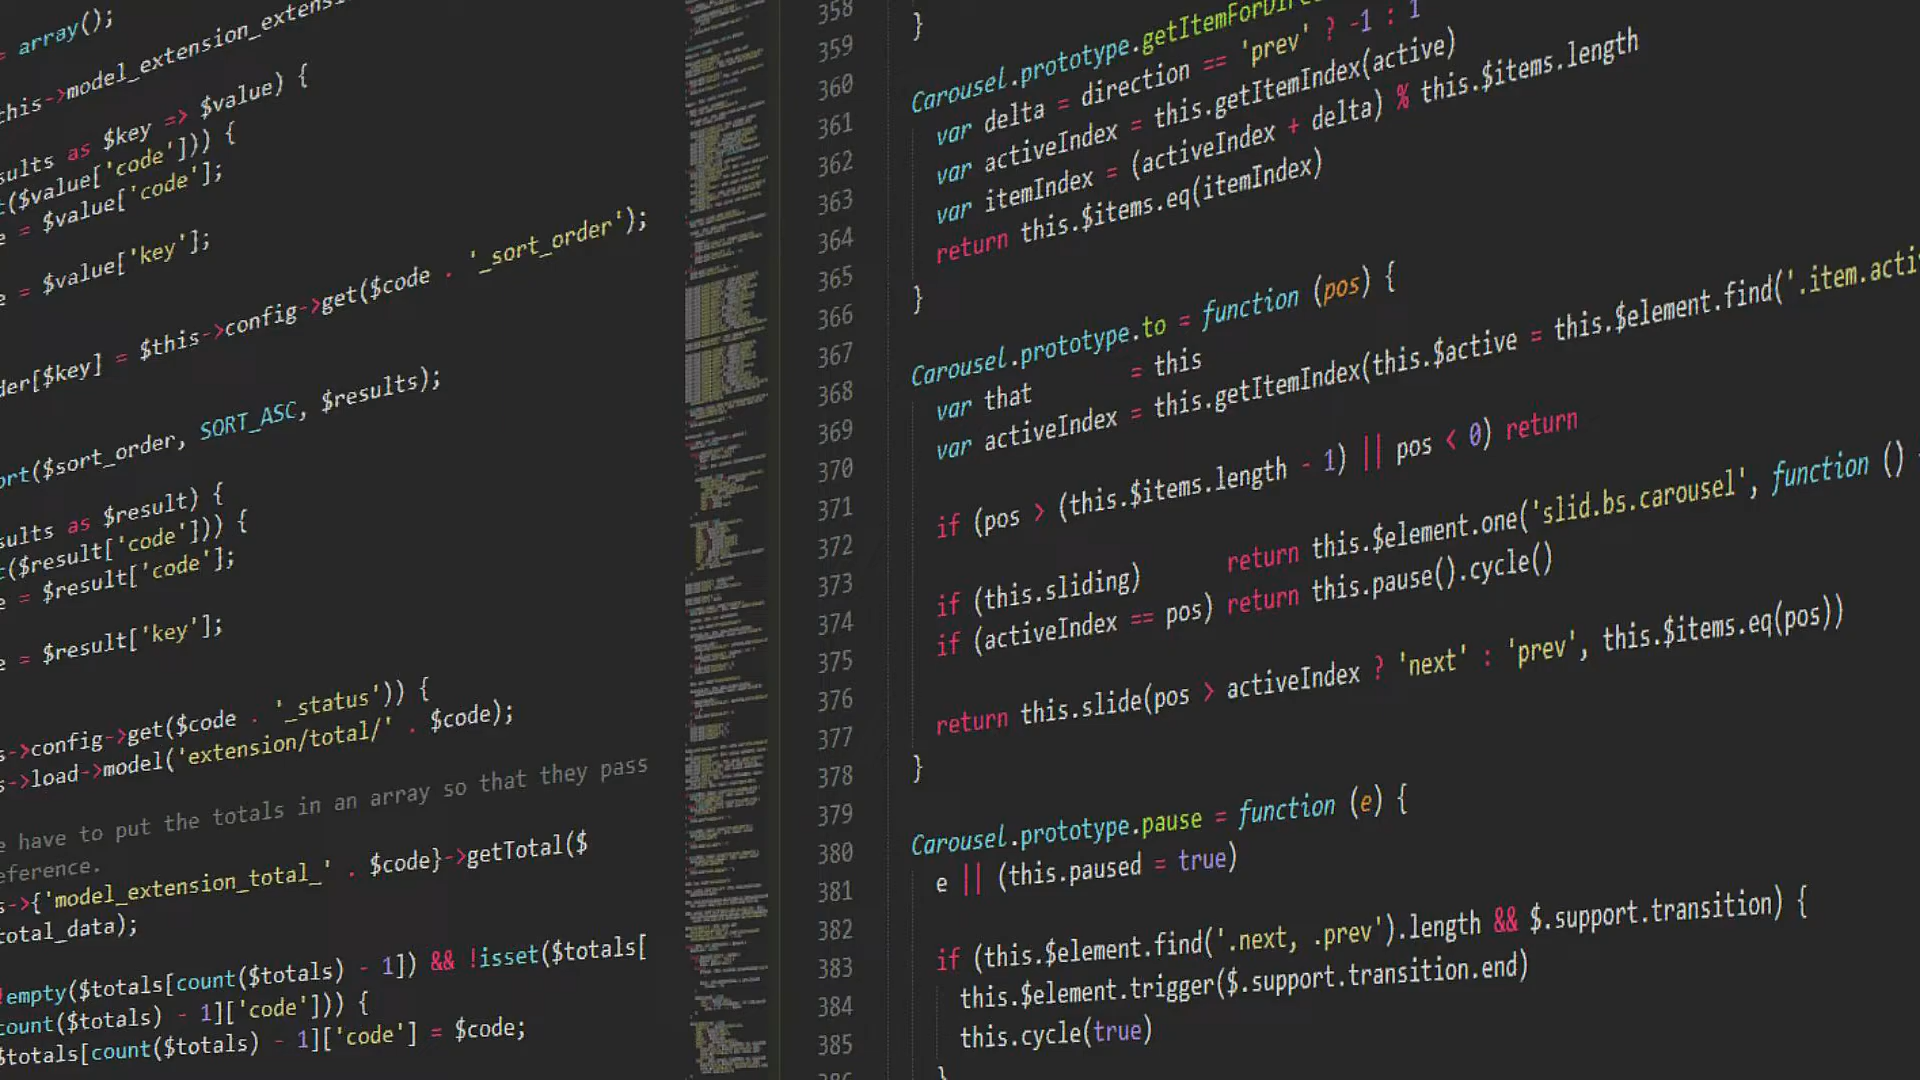 = array();
this->model_extension_extens
sults as $key => $value) {
t($value['code'])) {
e = $value['code'];
e = $value['key'];
der[$key] = $this->config->get($code . '_sort_order');
ort($sort_order, SORT_ASC, $results);
sults as $result) {
t($result['code'])) {
e = $result['code'];
e = $result['key'];
s->config->get($code . '_status')) {
s->load->model('extension/total/' . $code);
e have to put the totals in an array so that they pass
eference.
s->{'model_extension_total_' . $code}->getTotal($
total_data);
!empty($totals[count($totals) - 1]) && !isset($totals[
count($totals) - 1]['code'])) {
$totals[count($totals) - 1]['code'] = $code;
358
359
360
361
362
363
364
365
366
367
368
369
370
371
372
373
374
375
376
377
378
379
380
381
382
383
384
385
386
}
Carousel.prototype.getItemForDire
var delta = direction == 'prev' ? -1 : 1
var activeIndex = this.getItemIndex(active)
var itemIndex = (activeIndex + delta) % this.$items.length
return this.$items.eq(itemIndex)
}
Carousel.prototype.to = function (pos) {
var that = this
var activeIndex = this.getItemIndex(this.$active = this.$element.find('.item.activ
if (pos > (this.$items.length - 1) || pos < 0) return
if (this.sliding) return this.$element.one('slid.bs.carousel', function ()
if (activeIndex == pos) return this.pause().cycle()
return this.slide(pos > activeIndex ? 'next' : 'prev', this.$items.eq(pos))
}
Carousel.prototype.pause = function (e) {
e || (this.paused = true)
if (this.$element.find('.next, .prev').length && $.support.transition) {
this.$element.trigger($.support.transition.end)
this.cycle(true)
}